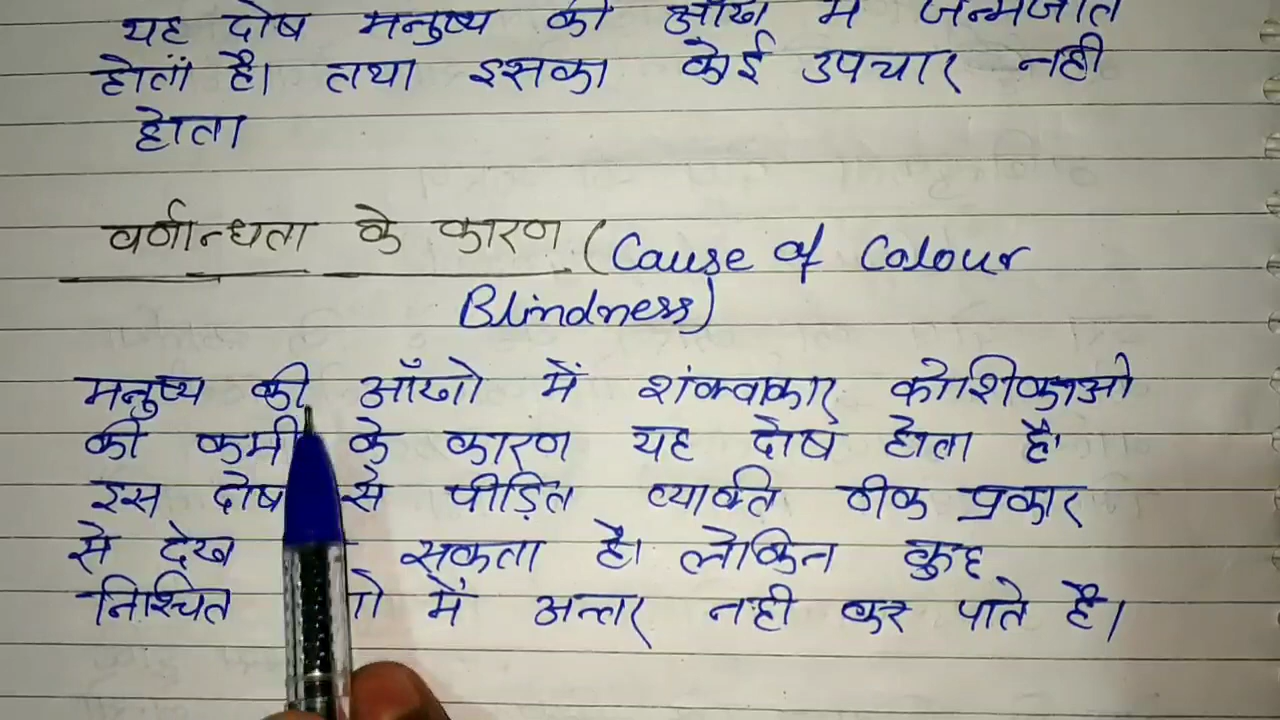 यह दोष मनुष्य की आँख में जन्मजात
होता है। तथा इसका कोई उपचार नही
होता
वर्णान्धता के कारण (Cause of Colour
Blindness)
मनुष्य की आँखो में शंक्वाकार कोशिकाओ
की कमी के कारण यह दोष होता है
इस दोष से पीड़ित व्यक्ति ठीक प्रकार
से देख सकता है। लेकिन कुछ
निश्चित में अन्तर नही कर पाते है।